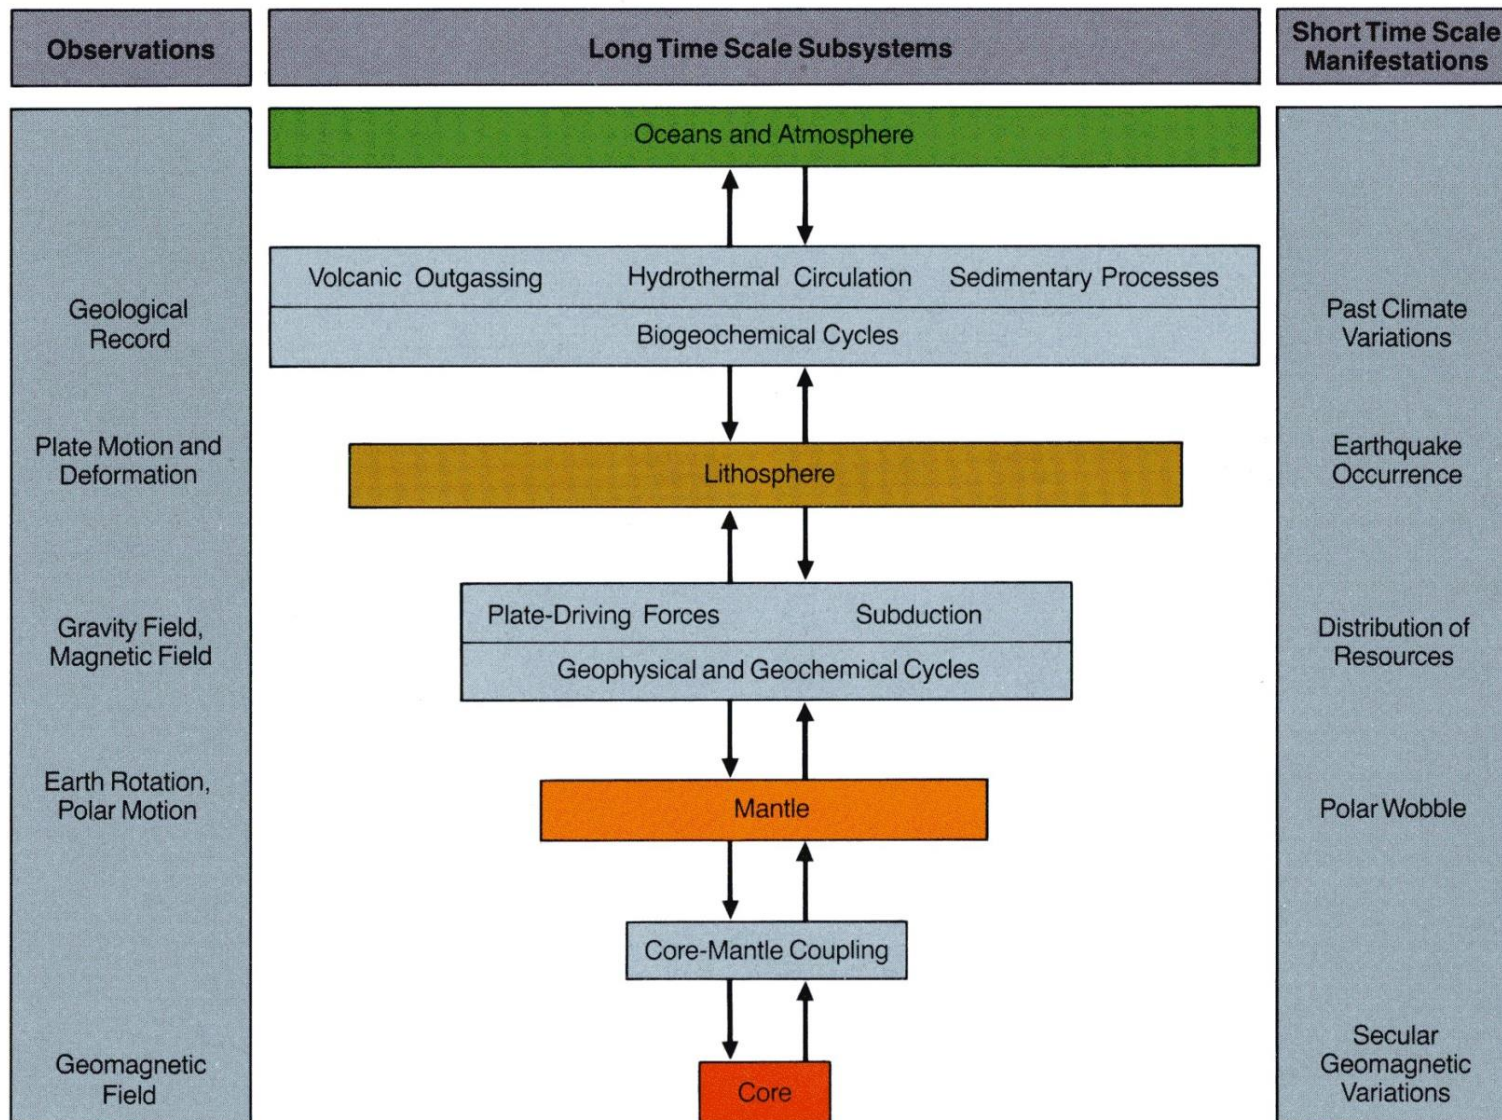 Observations
Long Time Scale Subsystems
Short Time Scale
Manifestations
Oceans and Atmosphere
Volcanic Outgassing
Hydrothermal Circulation
Sedimentary Processes
Biogeochemical Cycles
Geological
Record
Past Climate
Variations
Plate Motion and
Deformation
Lithosphere
Earthquake
Occurrence
Plate-Driving Forces
Subduction
Geophysical and Geochemical Cycles
Gravity Field,
Magnetic Field
Distribution of
Resources
Earth Rotation,
Polar Motion
Mantle
Polar Wobble
Core-Mantle Coupling
Geomagnetic
Field
Core
Secular
Geomagnetic
Variations